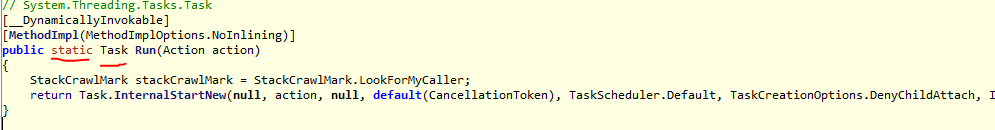 // System.Threading.Tasks.Task
[__DynamicallyInvokable]
[MethodImpl(MethodImplOptions.NoInlining)]
public static Task Run(Action action)
{
StackCrawlMark stackCrawlMark = StackCrawlMark.LookForMyCaller;
return Task.InternalStartNew(null, action, null, default(CancellationToken), TaskScheduler.Default, TaskCreationOptions.DenyChildAttach, I
}